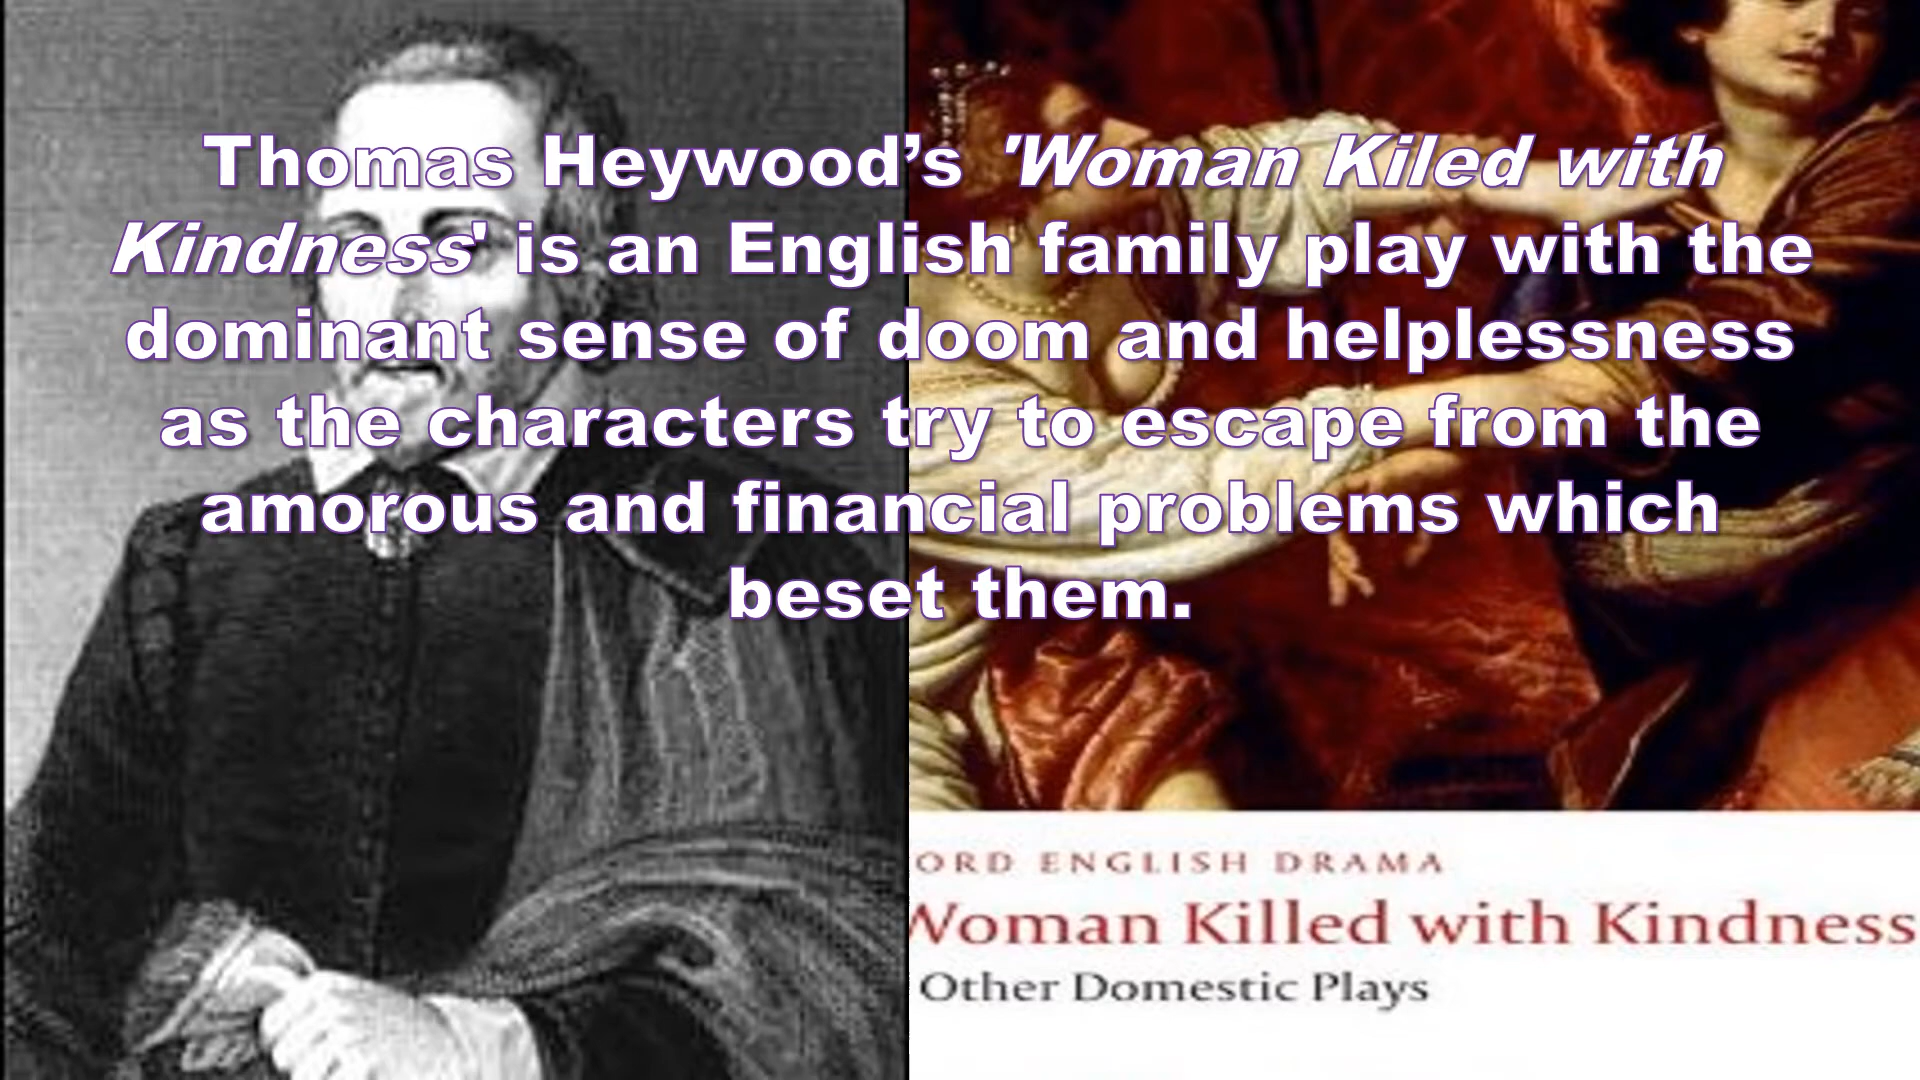 Thomas Heywood’s 'Woman Kiled with
Kindness' is an English family play with the
dominant sense of doom and helplessness
as the characters try to escape from the
amorous and financial problems which
beset them.
ORD ENGLISH DRAMA
Woman Killed with Kindness
Other Domestic Plays